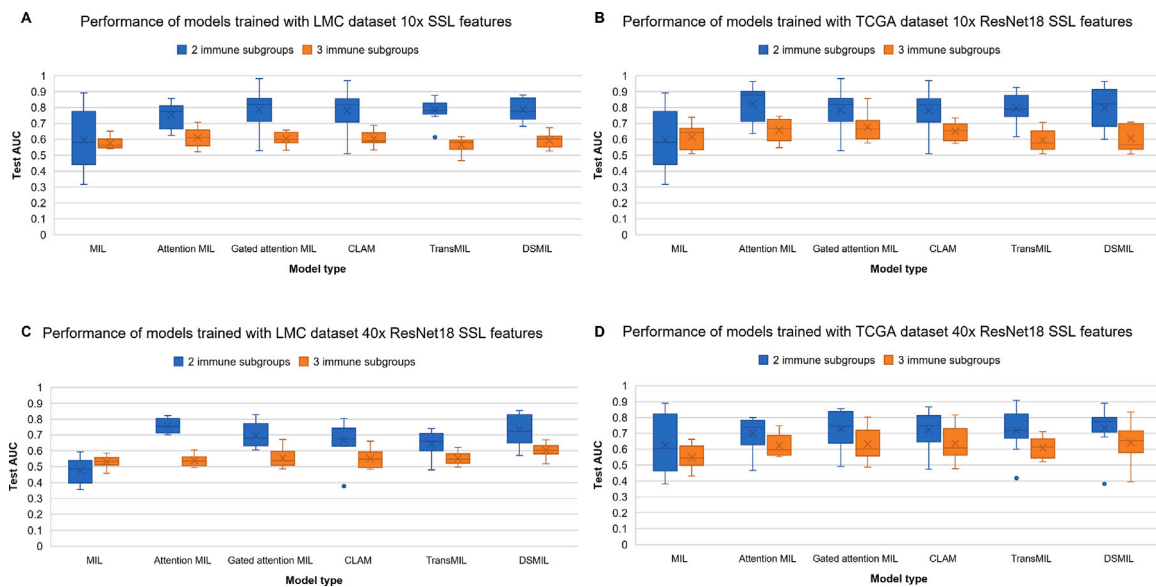 A Performance of models trained with LMC dataset 10x SSL features
2 immune subgroups 3 immune subgroups
1
0.9
0.8
0.7
0.6
0.5
0.4
0.3
0.2
0.1
0
Test AUC
MIL Attention MIL Gated attention MIL CLAM TransMIL DSMIL
Model type
B Performance of models trained with TCGA dataset 10x ResNet18 SSL features
2 immune subgroups 3 immune subgroups
1
0.9
0.8
0.7
0.6
0.5
0.4
0.3
0.2
0.1
0
Test AUC
MIL Attention MIL Gated attention MIL CLAM TransMIL DSMIL
Model type
C Performance of models trained with LMC dataset 40x ResNet18 SSL features
2 immune subgroups 3 immune subgroups
1
0.9
0.8
0.7
0.6
0.5
0.4
0.3
0.2
0.1
0
Test AUC
MIL Attention MIL Gated attention MIL CLAM TransMIL DSMIL
Model type
D Performance of models trained with TCGA dataset 40x ResNet18 SSL features
2 immune subgroups 3 immune subgroups
1
0.9
0.8
0.7
0.6
0.5
0.4
0.3
0.2
0.1
0
Test AUC
MIL Attention MIL Gated attention MIL CLAM TransMIL DSMIL
Model type